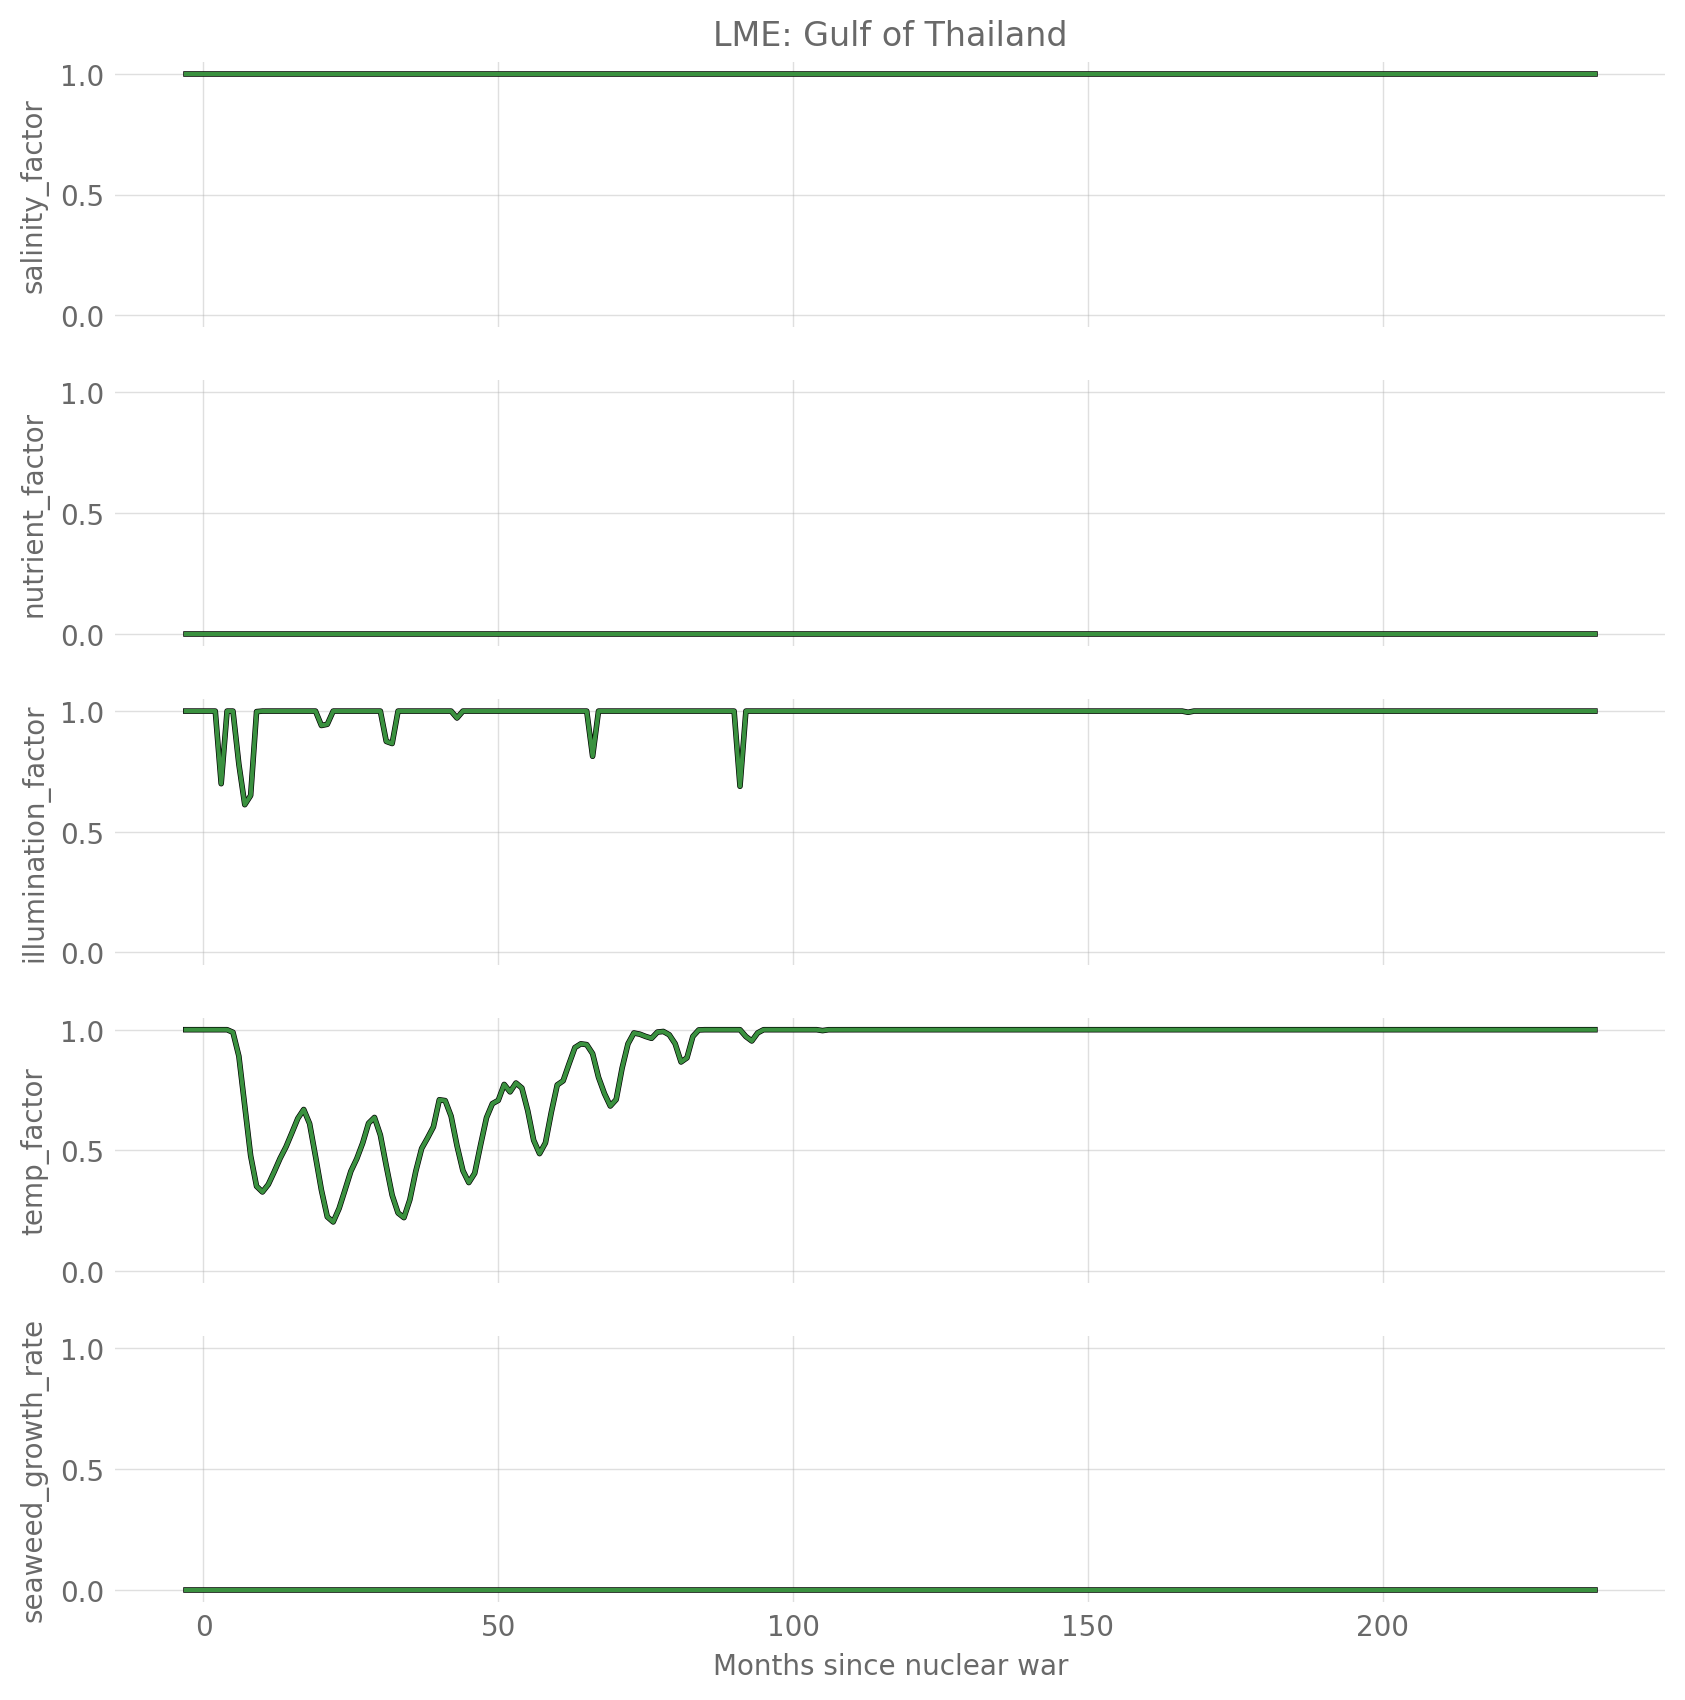 LME: Gulf of Thailand
salinity_factor
1.0
0.5
0.0
nutrient_factor
1.0
0.5
0.0
illumination_factor
1.0
0.5
0.0
temp_factor
1.0
0.5
0.0
seaweed_growth_rate
1.0
0.5
0.0
0 50 100 150 200
Months since nuclear war